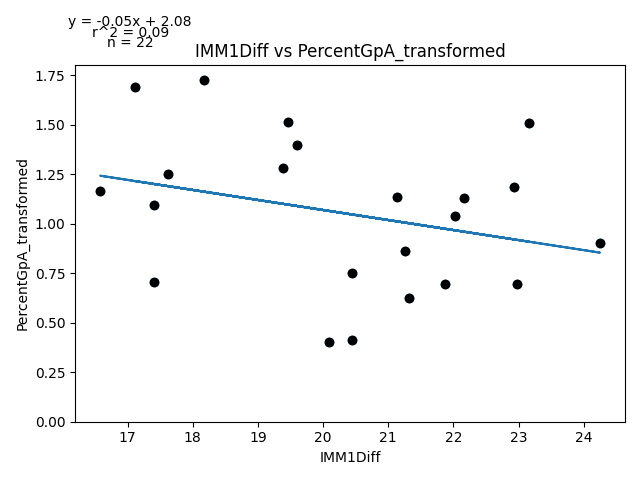 y = -0.05x + 2.08
r^2 = 0.09
n = 22
IMM1Diff vs PercentGpA_transformed
1.75
1.50
1.25
1.00
0.75
0.50
0.25
0.00
PercentGpA_transformed
17 18 19 20 21 22 23 24
IMM1Diff